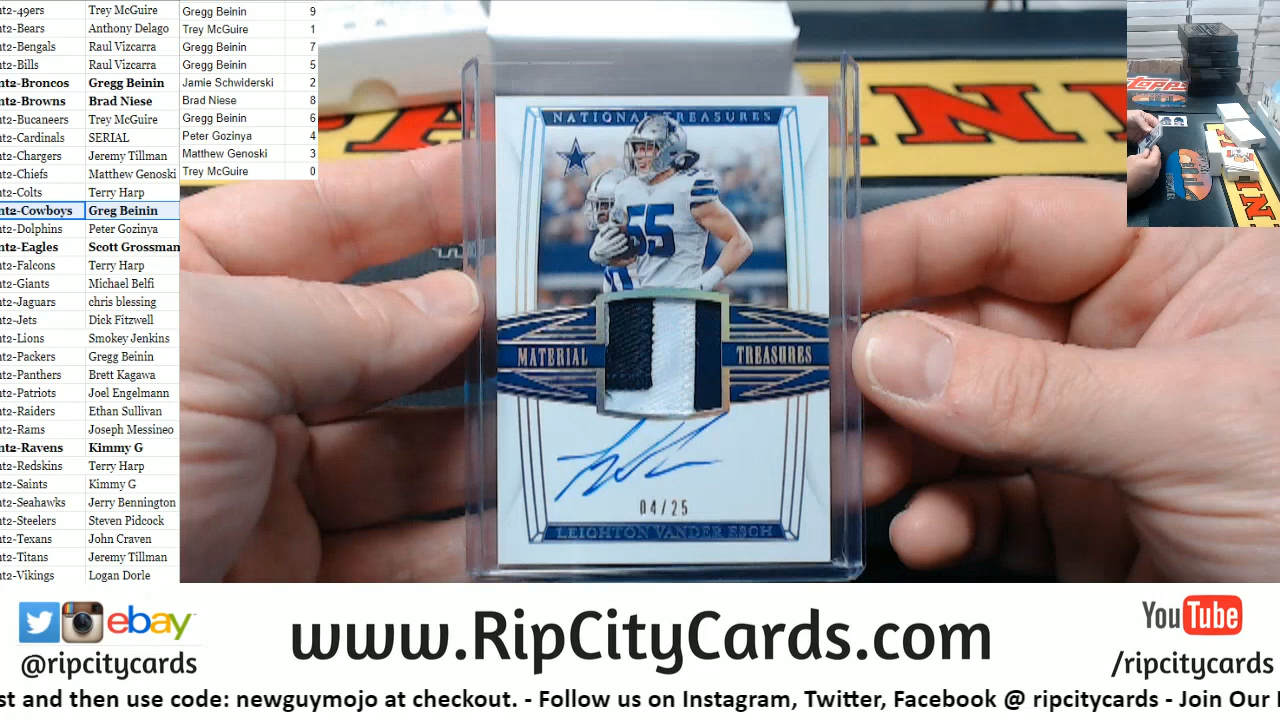 nt2-49ers Trey McGuire Gregg Beinin 9
nt2-Bears Anthony Delago Trey McGuire 1
nt2-Bengals Raul Vizcarra Gregg Beinin 7
nt2-Bills Raul Vizcarra Gregg Beinin 5
nt2-Broncos Gregg Beinin Jamie Schwiderski 2
nt2-Browns Brad Niese Brad Niese 8
nt2-Bucaneers Trey McGuire Gregg Beinin 6
nt2-Cardinals SERIAL Peter Gozinya 4
nt2-Chargers Jeremy Tillman Matthew Genoski 3
nt2-Chiefs Matthew Genoski Trey McGuire 0
nt2-Colts Terry Harp
nt2-Cowboys Greg Beinin
nt2-Dolphins Peter Gozinya
nt2-Eagles Scott Grossman
nt2-Falcons Terry Harp
nt2-Giants Michael Belfi
nt2-Jaguars chris blessing
nt2-Jets Dick Fitzwell
nt2-Lions Smokey Jenkins
nt2-Packers Gregg Beinin
nt2-Panthers Brett Kagawa
nt2-Patriots Joel Engelmann
nt2-Raiders Ethan Sullivan
nt2-Rams Joseph Messineo
nt2-Ravens Kimmy G
nt2-Redskins Terry Harp
nt2-Saints Kimmy G
nt2-Seahawks Jerry Bennington
nt2-Steelers Steven Pidcock
nt2-Texans John Craven
nt2-Titans Jeremy Tillman
nt2-Vikings Logan Dorle
NATIONAL TREASURES
55
MATERIAL TREASURES
04/25
LEIGHTON VANDER ESCH
topps
IN
ebay
@ripcitycards
www.RipCityCards.com
YouTube
/ripcitycards
st and then use code: newguymojo at checkout. - Follow us on Instagram, Twitter, Facebook @ ripcitycards - Join Our